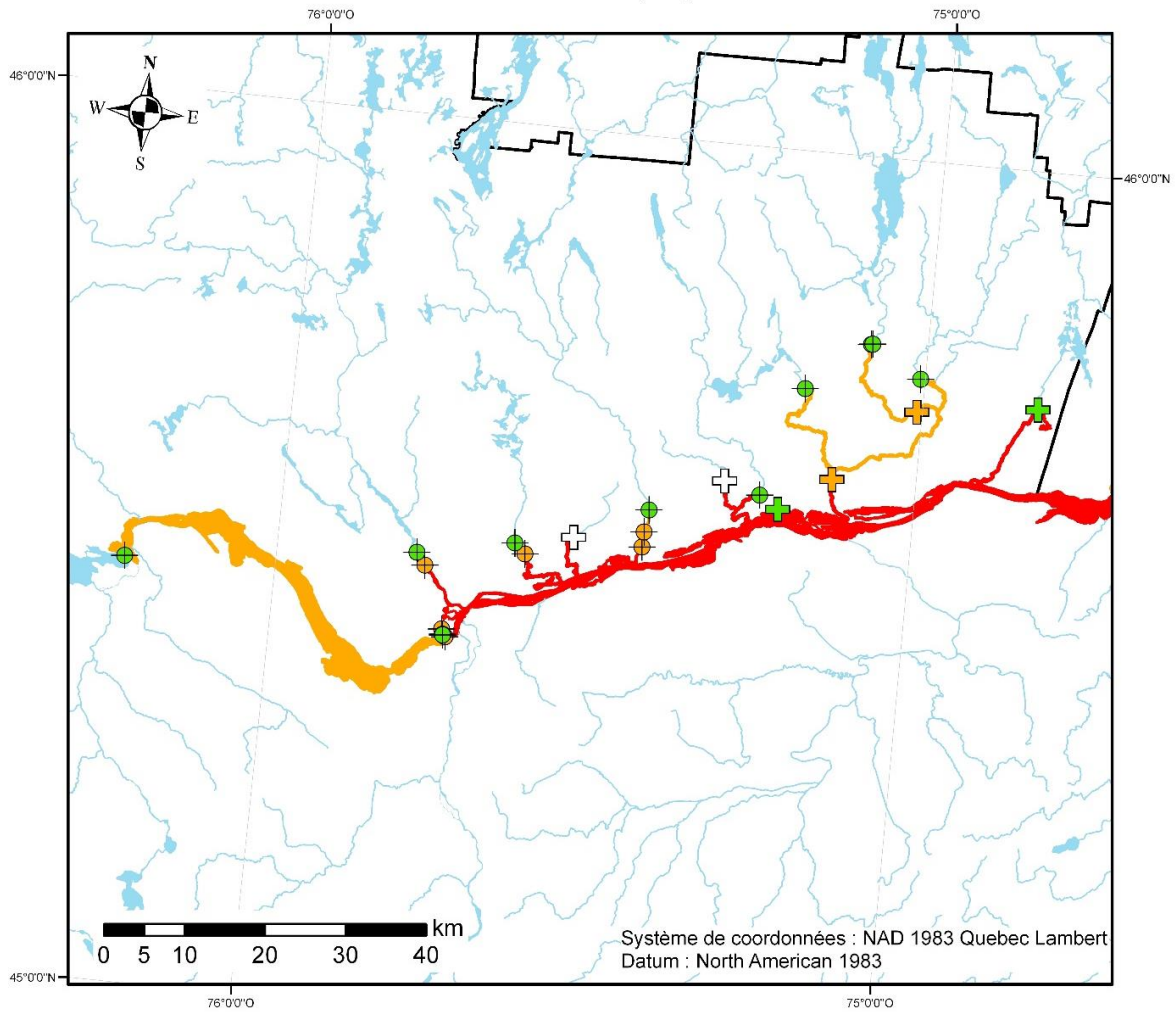 76°0'0"O 75°0'0"O
46°0'0"N
N
W E
S
46°0'0"N
km
0 5 10 20 30 40
Système de coordonnées : NAD 1983 Quebec Lambert
Datum : North American 1983
45°0'0"N
76°0'0"O 75°0'0"O